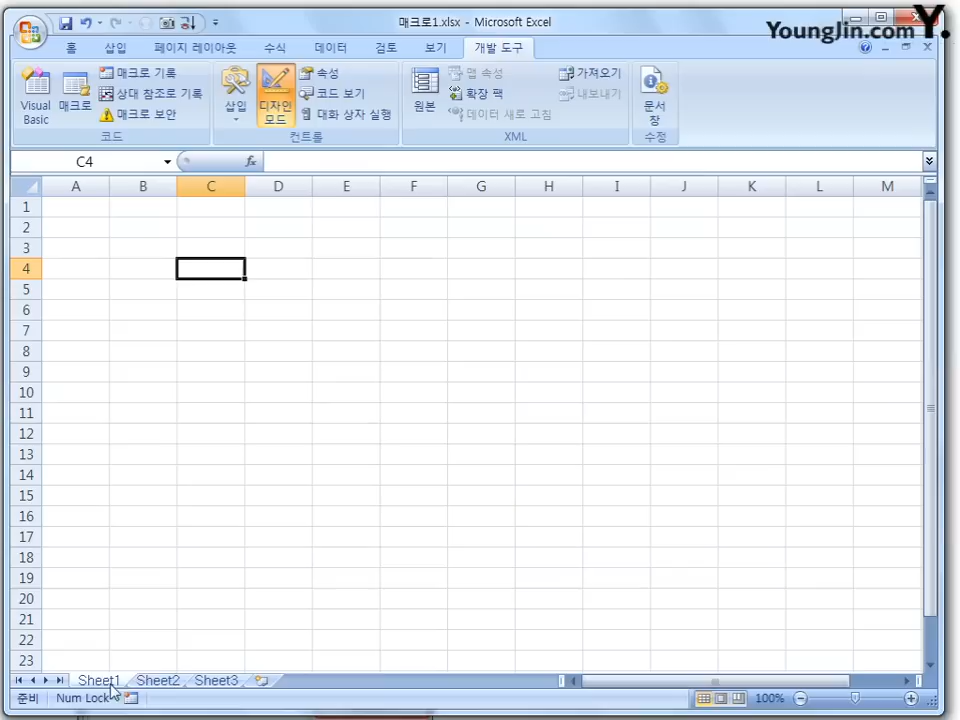 매크로1.xlsx - Microsoft Excel
YoungJin.com Y.
홈 삽입 페이지 레이아웃 수식 데이터 검토 보기 개발 도구
Visual Basic
매크로
매크로 기록
상대 참조로 기록
매크로 보안
코드
삽입
디자인 모드
속성
코드 보기
대화 상자 실행
컨트롤
원본
맵 속성
확장 팩
데이터 새로 고침
가져오기
내보내기
XML
문서 창
수정
C4
fx
A B C D E F G H I J K L M
1
2
3
4
5
6
7
8
9
10
11
12
13
14
15
16
17
18
19
20
21
22
23
Sheet1 Sheet2 Sheet3
준비 Num Lock 100%